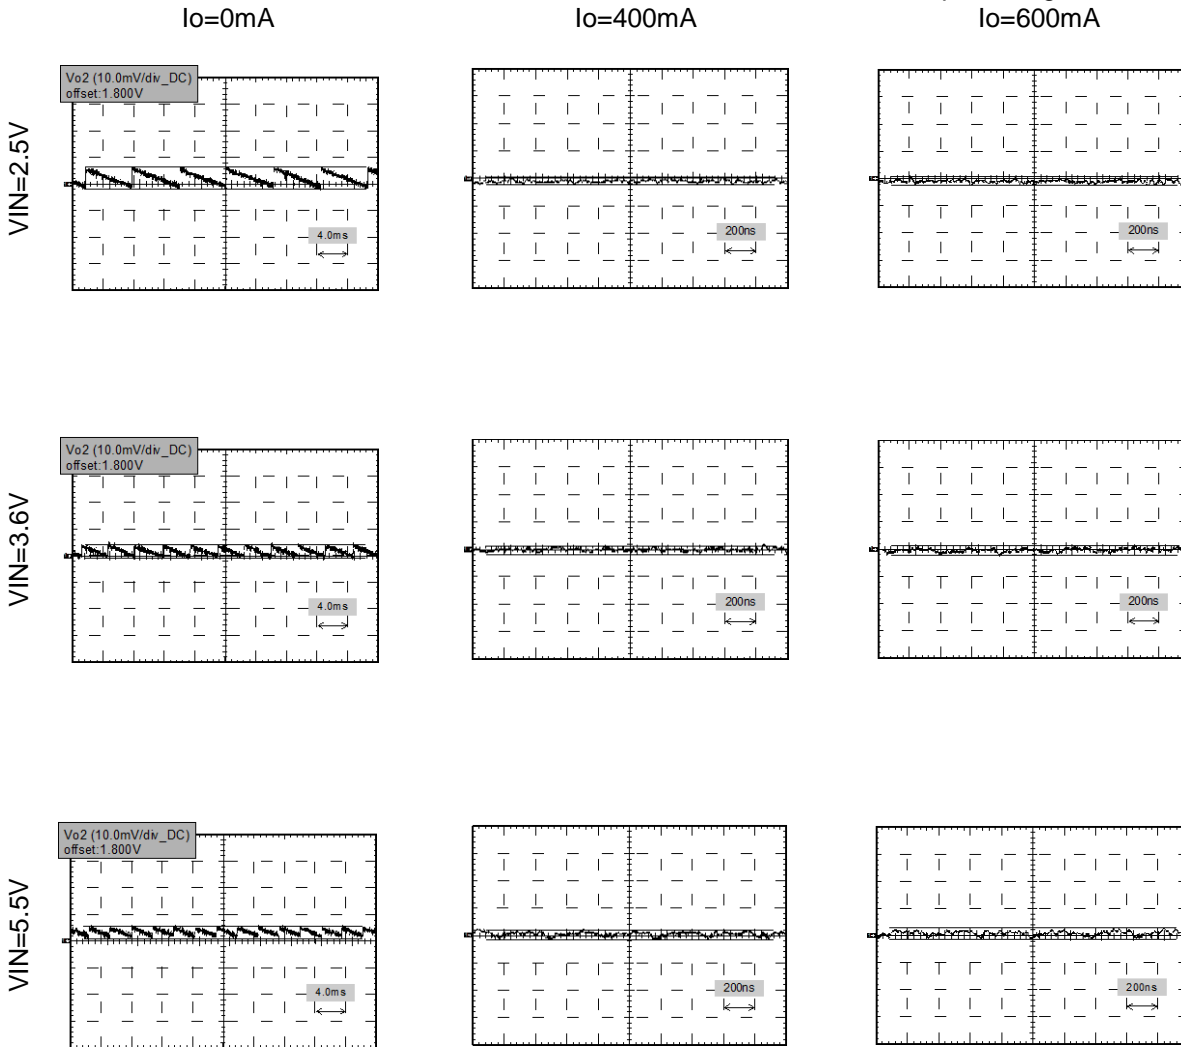 Io=0mA
Io=400mA
Io=600mA
VIN=2.5V
Vo2 (10.0mV/div_DC)
offset:1.800V
4.0ms
200ns
200ns
VIN=3.6V
Vo2 (10.0mV/div_DC)
offset:1.800V
4.0ms
200ns
200ns
VIN=5.5V
Vo2 (10.0mV/div_DC)
offset:1.800V
4.0ms
200ns
200ns